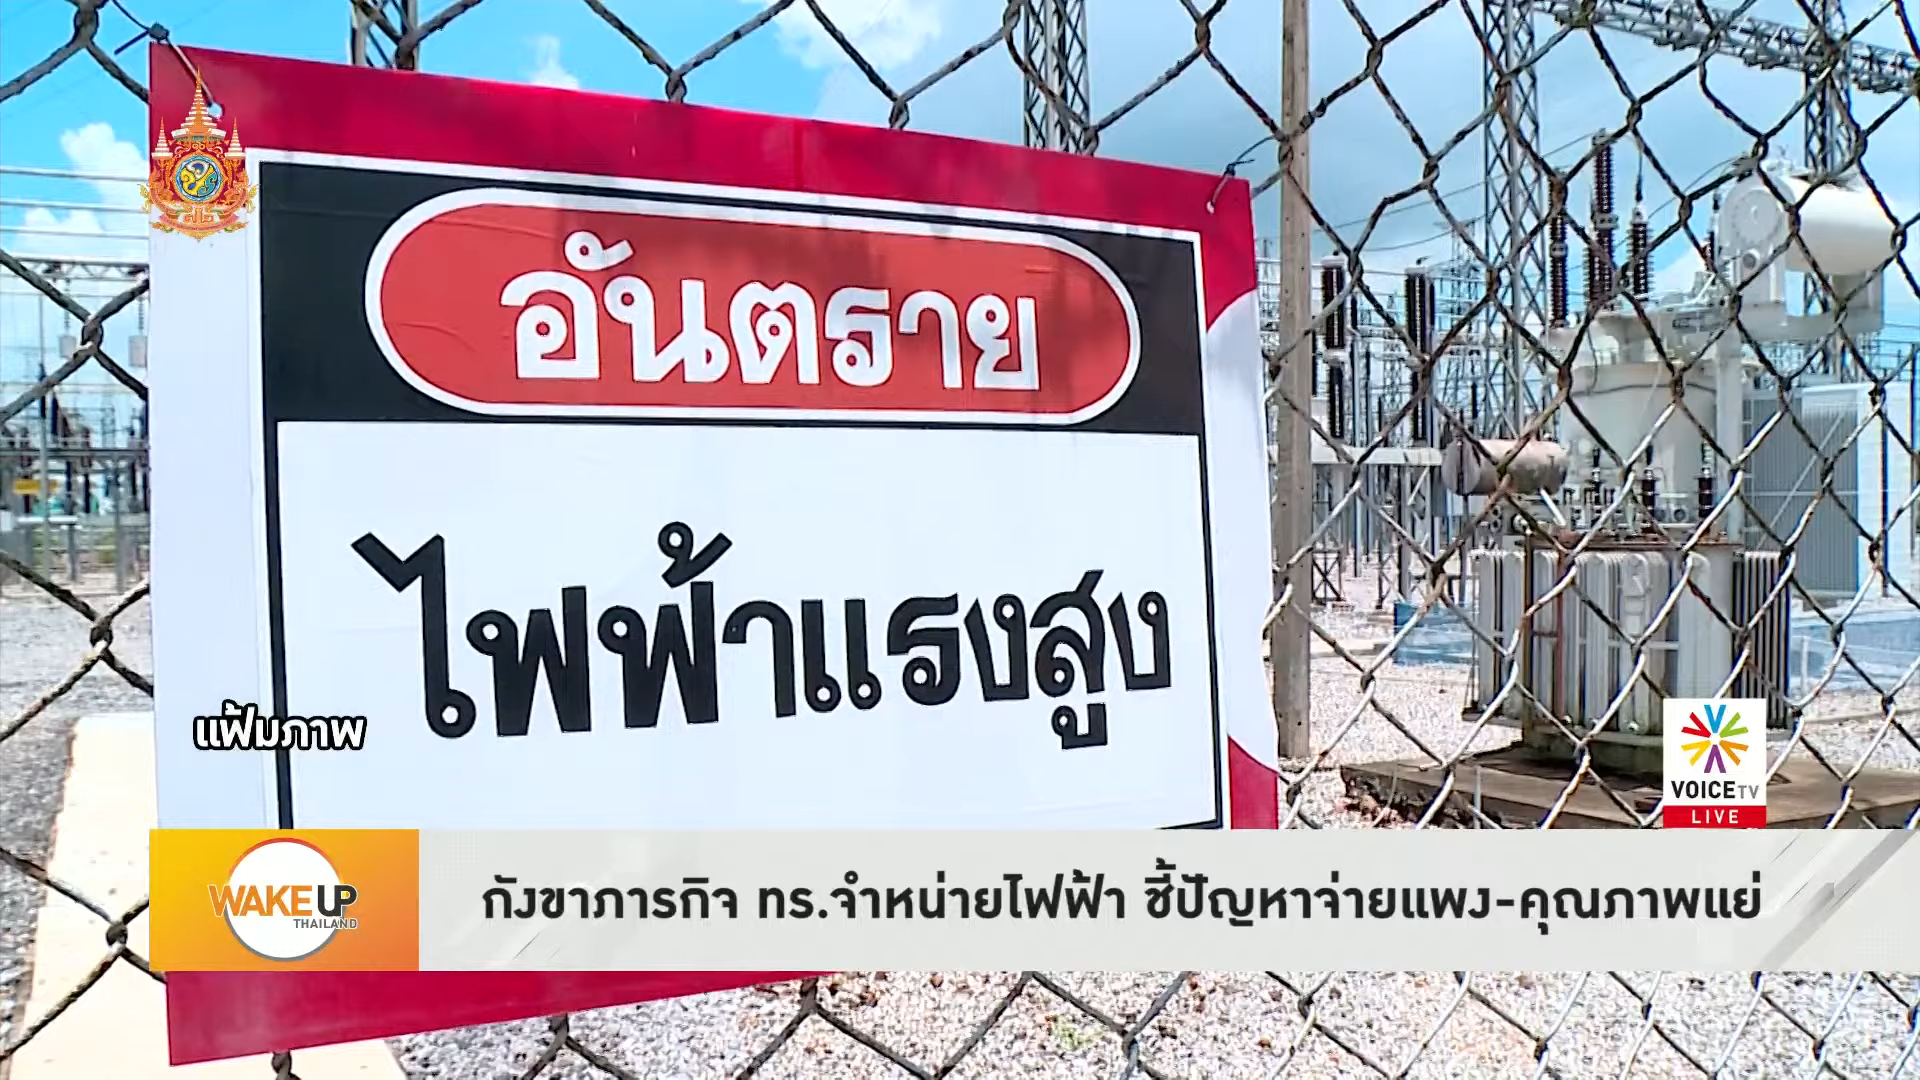 อันตราย
ไฟฟ้าแรงสูง
แฟ้มภาพ
VOICE TV
LIVE
WAKE UP
THAILAND
กังขาภารกิจ ทร.จำหน่ายไฟฟ้า ชี้ปัญหาจ่ายแพง-คุณภาพแย่